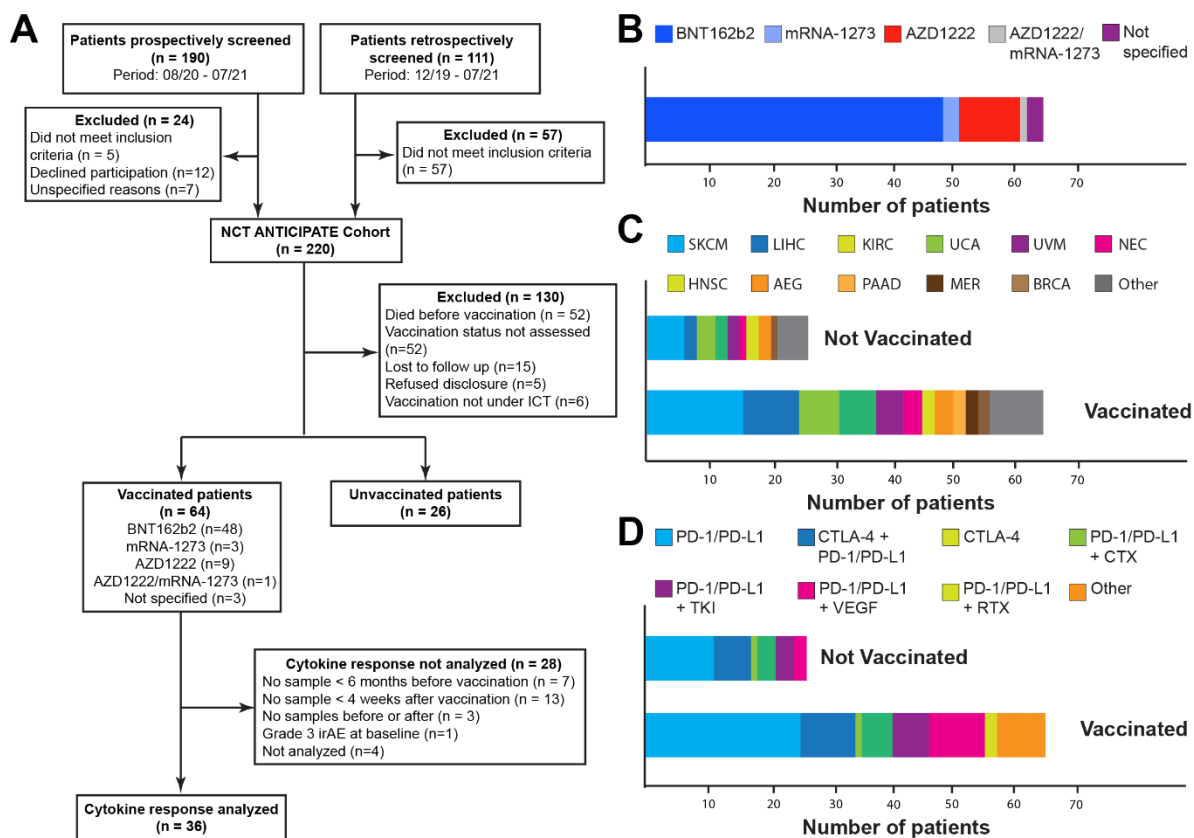 A
Patients prospectively screened
(n = 190)
Period: 08/20 - 07/21
Patients retrospectively
screened (n = 111)
Period: 12/19 - 07/21
Excluded (n = 24)
Did not meet inclusion
criteria (n = 5)
Declined participation (n=12)
Unspecified reasons (n=7)
Excluded (n = 57)
Did not meet inclusion criteria
(n = 57)
NCT ANTICIPATE Cohort
(n = 220)
Excluded (n = 130)
Died before vaccination (n = 52)
Vaccination status not assessed
(n=52)
Lost to follow up (n=15)
Refused disclosure (n=5)
Vaccination not under ICT (n=6)
Vaccinated patients
(n = 64)
BNT162b2 (n=48)
mRNA-1273 (n=3)
AZD1222 (n=9)
AZD1222/mRNA-1273 (n=1)
Not specified (n=3)
Unvaccinated patients
(n = 26)
Cytokine response not analyzed (n = 28)
No sample < 6 months before vaccination (n = 7)
No sample < 4 weeks after vaccination (n = 13)
No samples before or after (n = 3)
Grade 3 irAE at baseline (n=1)
Not analyzed (n=4)
Cytokine response analyzed
(n = 36)
B
BNT162b2
mRNA-1273
AZD1222
AZD1222/
mRNA-1273
Not
specified
10 20 30 40 50 60 70
Number of patients
C
SKCM LIHC KIRC UCA UVM NEC
HNSC AEG PAAD MER BRCA Other
Not Vaccinated
Vaccinated
10 20 30 40 50 60 70
Number of patients
D
PD-1/PD-L1
CTLA-4 +
PD-1/PD-L1
CTLA-4
PD-1/PD-L1
+ CTX
PD-1/PD-L1
+ TKI
PD-1/PD-L1
+ VEGF
PD-1/PD-L1
+ RTX
Other
Not Vaccinated
Vaccinated
10 20 30 40 50 60 70
Number of patients